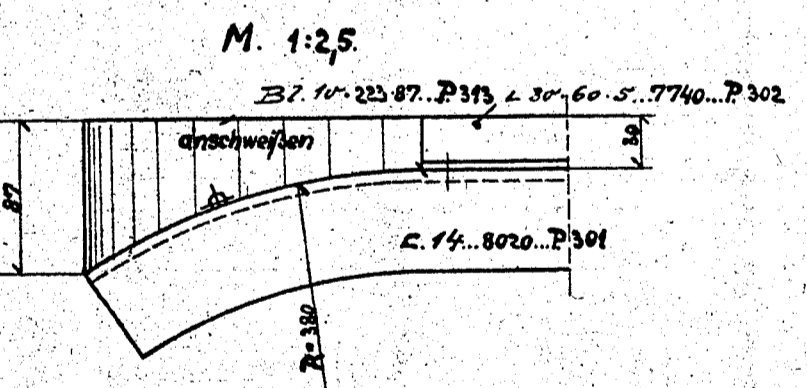 M. 1:2,5.
Bl. 10·223·87...P.313 L 30·60·5...7740...P. 302
anschweißen
30
87
C. 14...8020...P. 301
R=380